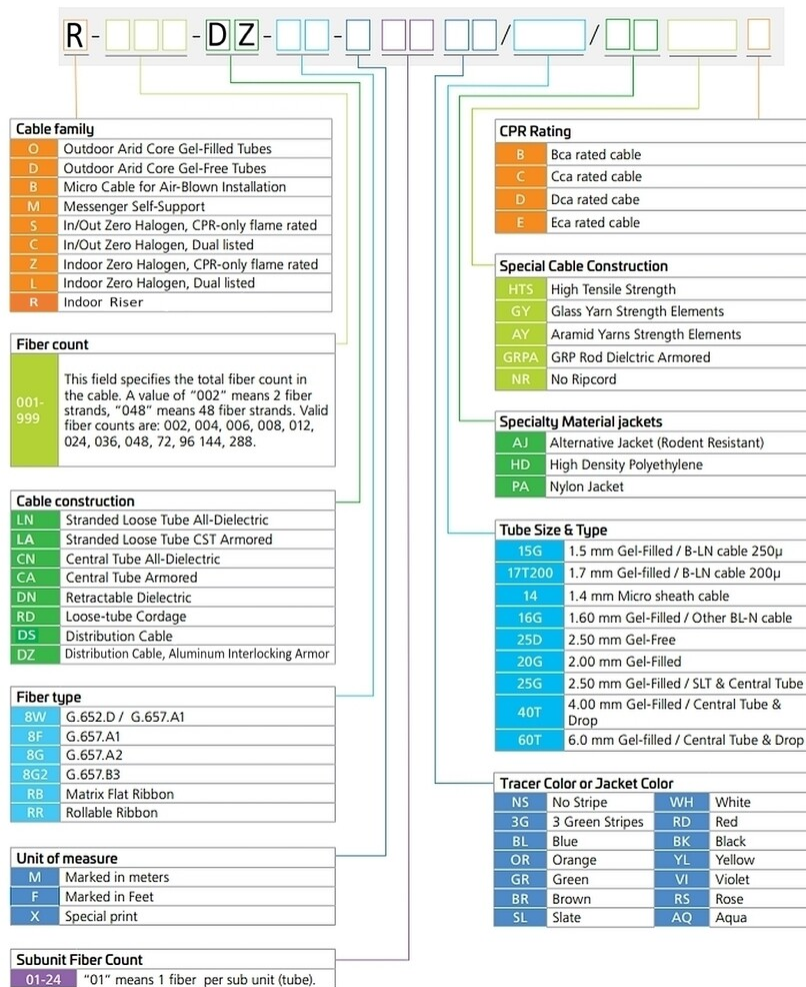 R - - DZ - - / /
Cable family
O Outdoor Arid Core Gel-Filled Tubes
D Outdoor Arid Core Gel-Free Tubes
B Micro Cable for Air-Blown Installation
M Messenger Self-Support
S In/Out Zero Halogen, CPR-only flame rated
C In/Out Zero Halogen, Dual listed
Z Indoor Zero Halogen, CPR-only flame rated
L Indoor Zero Halogen, Dual listed
R Indoor Riser
Fiber count
001-
999
This field specifies the total fiber count in
the cable. A value of “002” means 2 fiber
strands, “048” means 48 fiber strands. Valid
fiber counts are: 002, 004, 006, 008, 012,
024, 036, 048, 72, 96 144, 288.
Cable construction
LN Stranded Loose Tube All-Dielectric
LA Stranded Loose Tube CST Armored
CN Central Tube All-Dielectric
CA Central Tube Armored
DN Retractable Dielectric
RD Loose-tube Cordage
DS Distribution Cable
DZ Distribution Cable, Aluminum Interlocking Armor
Fiber type
8W G.652.D / G.657.A1
8F G.657.A1
8G G.657.A2
8G2 G.657.B3
RB Matrix Flat Ribbon
RR Rollable Ribbon
Unit of measure
M Marked in meters
F Marked in Feet
X Special print
Subunit Fiber Count
01-24 “01” means 1 fiber per sub unit (tube).
CPR Rating
B Bca rated cable
C Cca rated cable
D Dca rated cabe
E Eca rated cable
Special Cable Construction
HTS High Tensile Strength
GY Glass Yarn Strength Elements
AY Aramid Yarns Strength Elements
GRPA GRP Rod Dielctric Armored
NR No Ripcord
Specialty Material jackets
AJ Alternative Jacket (Rodent Resistant)
HD High Density Polyethylene
PA Nylon Jacket
Tube Size & Type
15G 1.5 mm Gel-Filled / B-LN cable 250µ
17T200 1.7 mm Gel-filled / B-LN cable 200µ
14 1.4 mm Micro sheath cable
16G 1.60 mm Gel-Filled / Other BL-N cable
25D 2.50 mm Gel-Free
20G 2.00 mm Gel-Filled
25G 2.50 mm Gel-Filled / SLT & Central Tube
40T 4.00 mm Gel-Filled / Central Tube &
Drop
60T 6.0 mm Gel-filled / Central Tube & Drop
Tracer Color or Jacket Color
NS No Stripe WH White
3G 3 Green Stripes RD Red
BL Blue BK Black
OR Orange YL Yellow
GR Green VI Violet
BR Brown RS Rose
SL Slate AQ Aqua